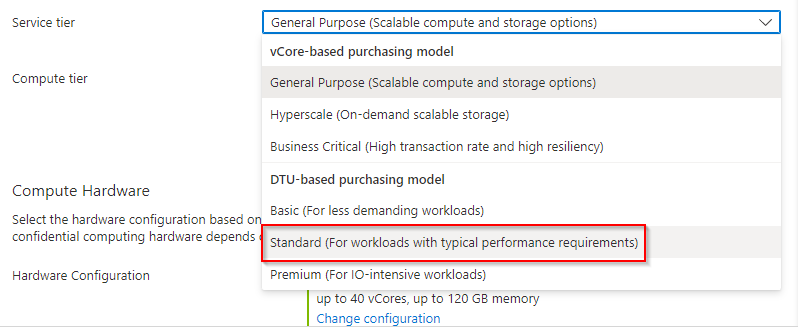 Service tier
General Purpose (Scalable compute and storage options)
vCore-based purchasing model
Compute tier
General Purpose (Scalable compute and storage options)
Hyperscale (On-demand scalable storage)
Business Critical (High transaction rate and high resiliency)
DTU-based purchasing model
Basic (For less demanding workloads)
Standard (For workloads with typical performance requirements)
Premium (For IO-intensive workloads)
Compute Hardware
Select the hardware configuration based on
confidential computing hardware depends
Hardware Configuration
up to 40 vCores, up to 120 GB memory
Change configuration